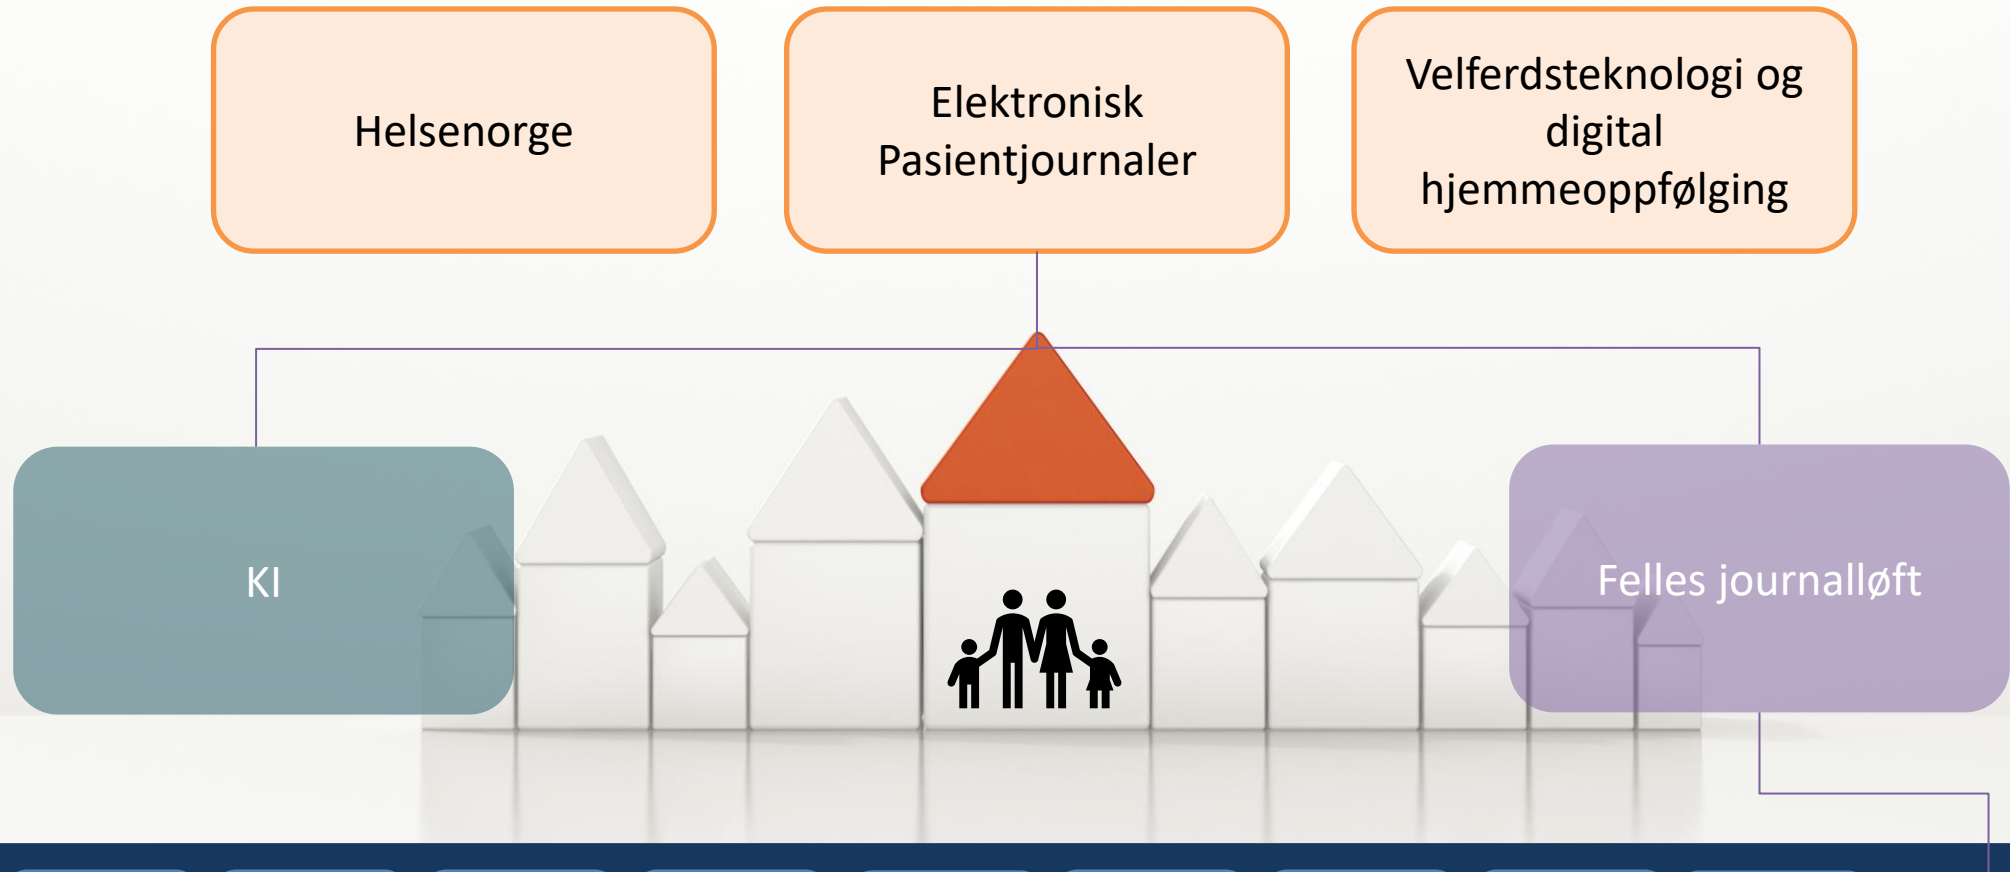 Helsenorge
Elektronisk
Pasientjournaler
Velferdsteknologi og
digital
hjemmeoppfølging
KI
Felles journalløft